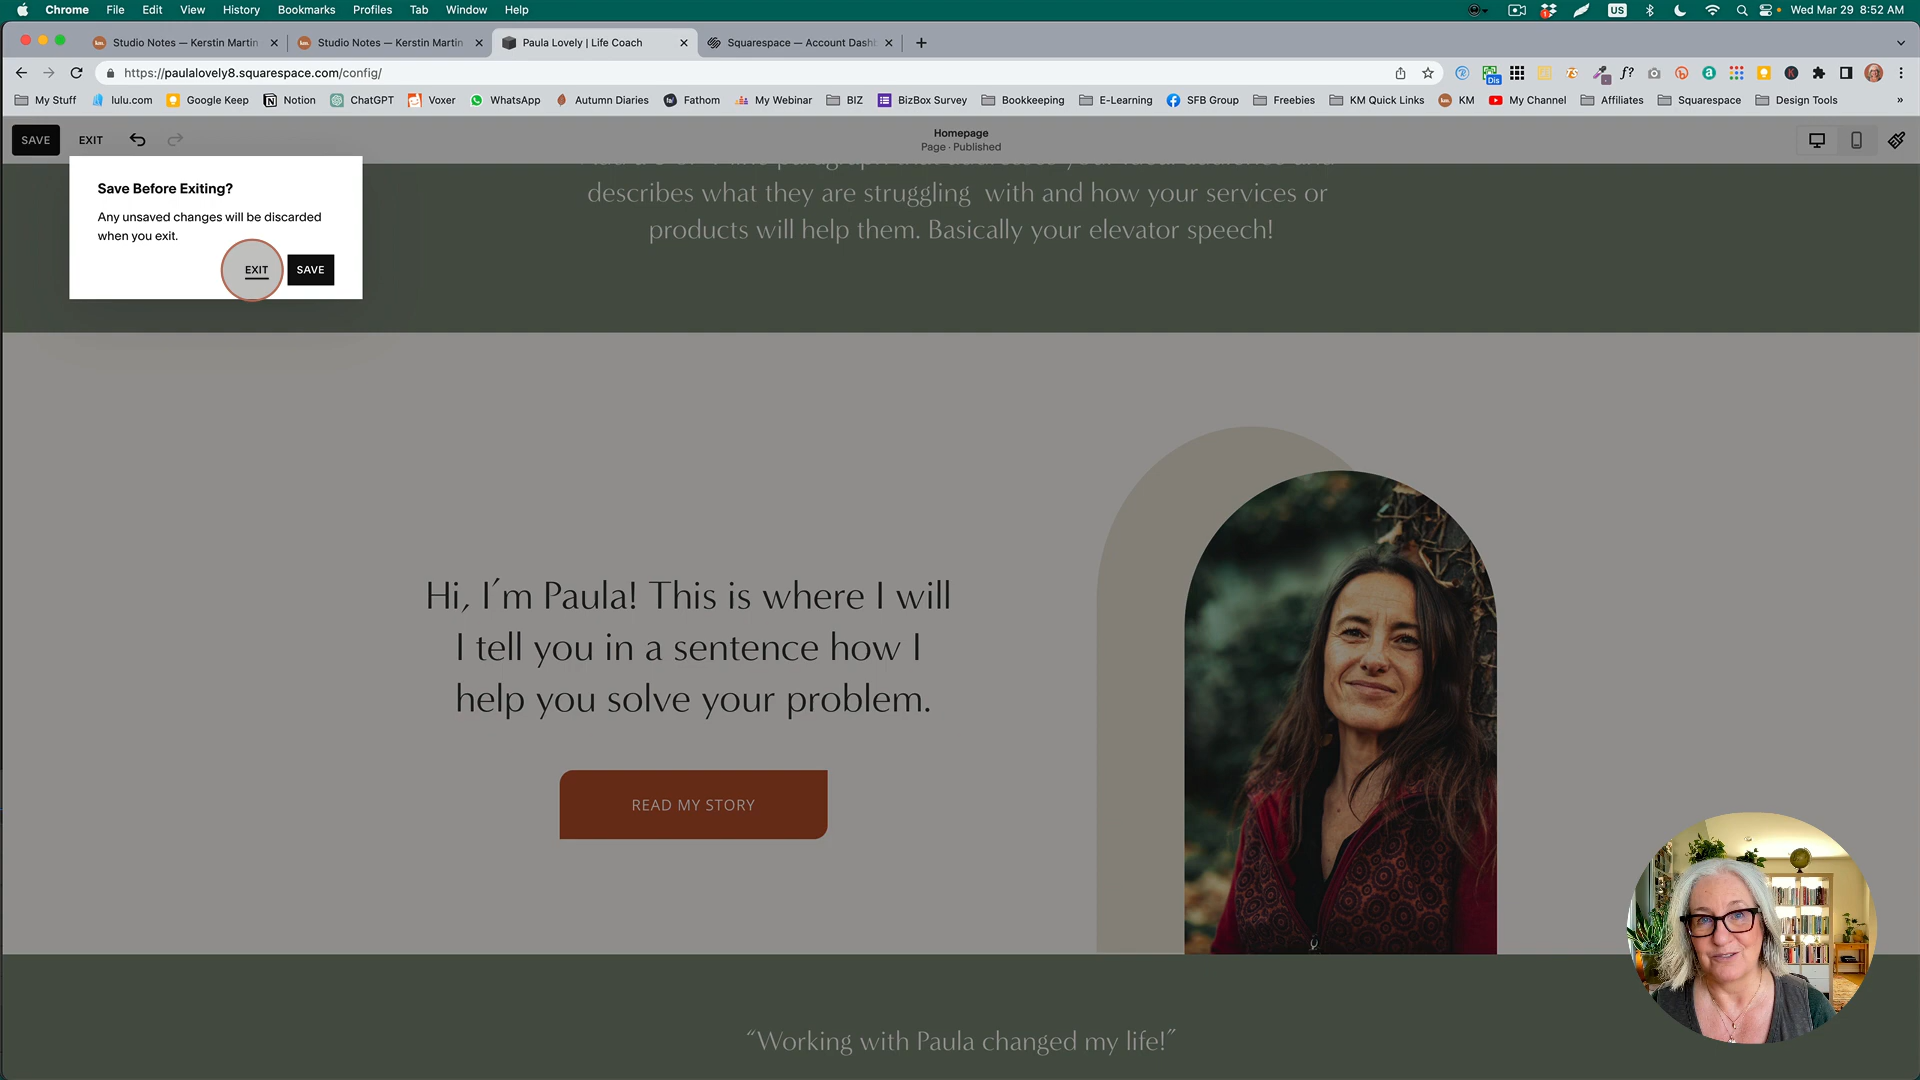 Chrome File Edit View History Bookmarks Profiles Tab Window Help US Wed Mar 29 8:52 AM
Studio Notes — Kerstin Martin Studio Notes — Kerstin Martin Paula Lovely | Life Coach Squarespace — Account Dash
https://paulalovely8.squarespace.com/config/
My Stuff lulu.com Google Keep Notion ChatGPT Voxer WhatsApp Autumn Diaries Fathom My Webinar BIZ BizBox Survey Bookkeeping E-Learning SFB Group Freebies KM Quick Links KM My Channel Affiliates Squarespace Design Tools »
SAVE EXIT
Homepage
Page · Published
Save Before Exiting?
Any unsaved changes will be discarded
when you exit.
EXIT SAVE
describes what they are struggling with and how your services or
products will help them. Basically your elevator speech!
Hi, I´m Paula! This is where I will
I tell you in a sentence how I
help you solve your problem.
READ MY STORY
“Working with Paula changed my life!”